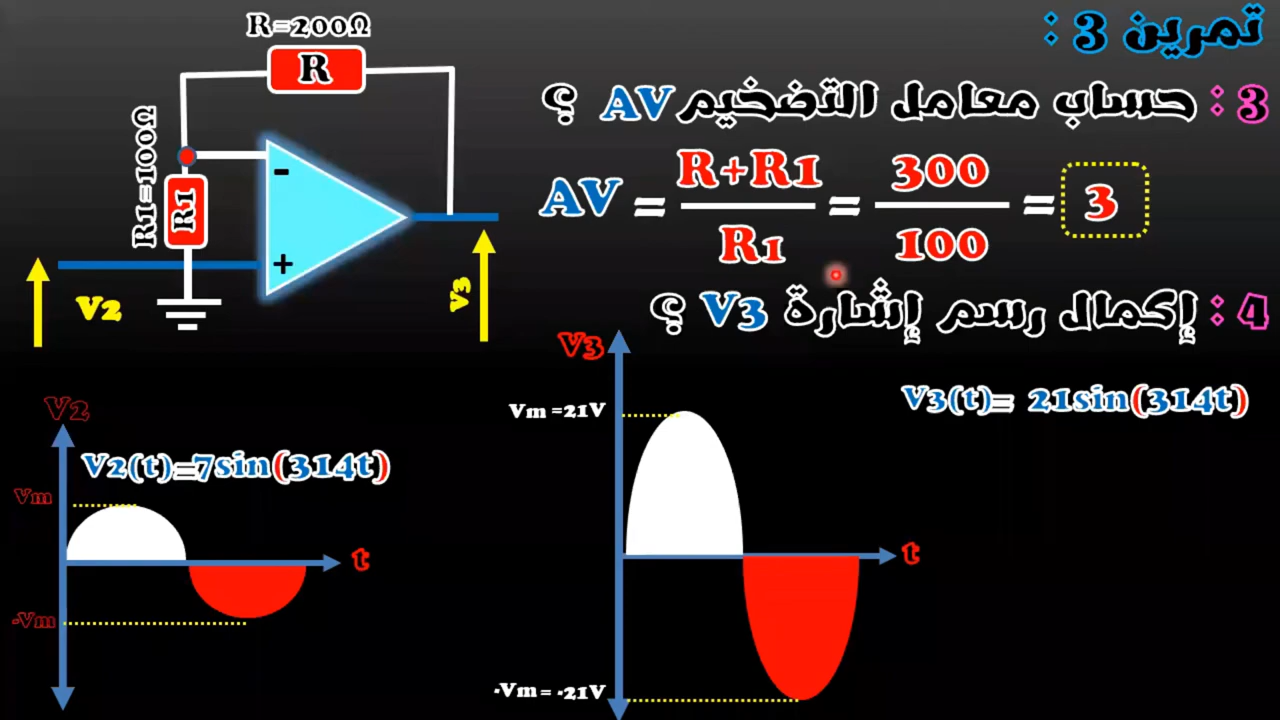 تمرين 3 :
R=200Ω
R
3 : حساب معامل التضخيم AV ؟
R1=100Ω
R1
-
+
AV = R+R1 / R1 = 300 / 100 = 3
V2
V3
4 : إكمال رسم إشارة V3 ؟
V3
V3(t)= 21sin(314t)
Vm =21V
V2
V2(t)=7sin(314t)
Vm
t
t
-Vm
-Vm = -21V